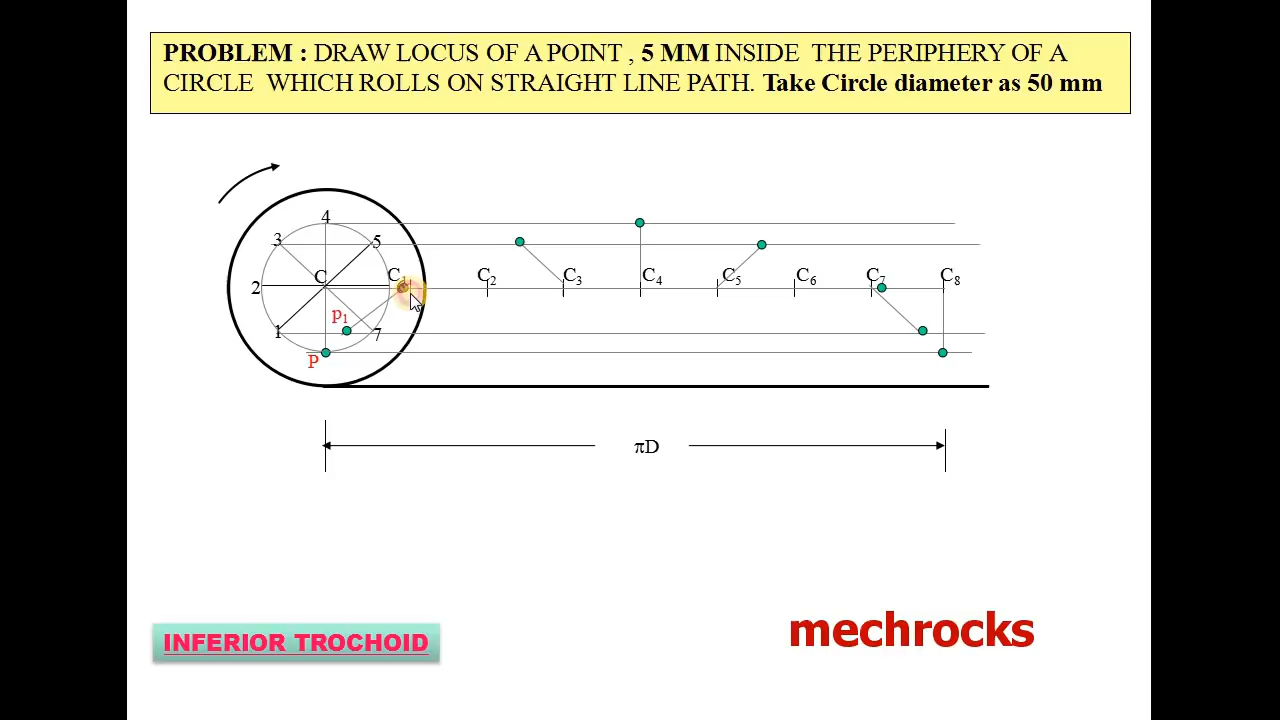 PROBLEM : DRAW LOCUS OF A POINT , 5 MM INSIDE THE PERIPHERY OF A
CIRCLE WHICH ROLLS ON STRAIGHT LINE PATH. Take Circle diameter as 50 mm
4
3
5
C
C1
C2
C3
C4
C5
C6
C7
C8
2
p1
1
7
P
πD
INFERIOR TROCHOID
mechrocks